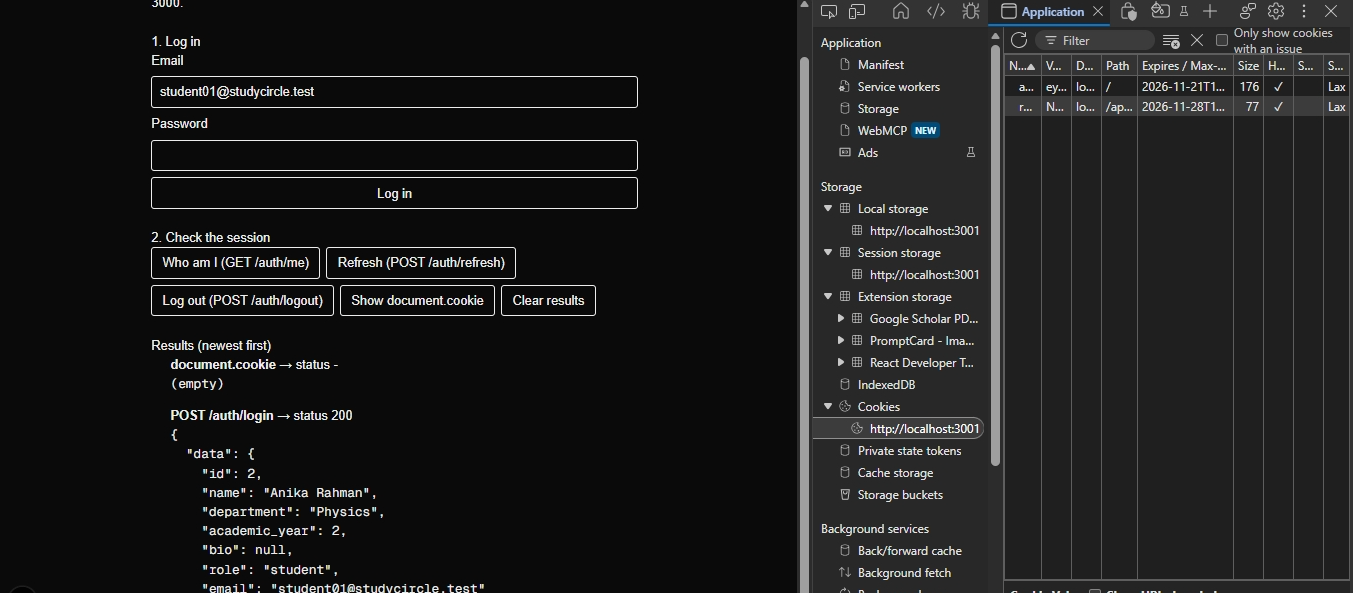 3000.
1. Log in
Email
student01@studycircle.test
Password
Log in
2. Check the session
Who am I (GET /auth/me)
Refresh (POST /auth/refresh)
Log out (POST /auth/logout)
Show document.cookie
Clear results
Results (newest first)
document.cookie → status -
(empty)
POST /auth/login → status 200
{
"data": {
"id": 2,
"name": "Anika Rahman",
"department": "Physics",
"academic_year": 2,
"bio": null,
"role": "student",
"email": "student01@studycircle.test"
Application
Application
Manifest
Service workers
Storage
WebMCP NEW
Ads
Storage
Local storage
http://localhost:3001
Session storage
http://localhost:3001
Extension storage
Google Scholar PD...
PromptCard - Ima...
React Developer T...
IndexedDB
Cookies
http://localhost:3001
Private state tokens
Cache storage
Storage buckets
Background services
Back/forward cache
Background fetch
Filter
Only show cookies
with an issue
N... V... D... Path Expires / Max-... Size H... S... S...
a... ey... lo... / 2026-11-21T1... 176 ✓ Lax
r... N... lo... /ap... 2026-11-28T1... 77 ✓ Lax